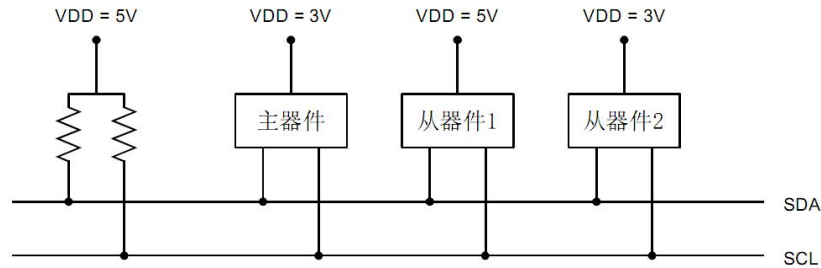 VDD = 5V VDD = 3V VDD = 5V VDD = 3V
主器件 从器件1 从器件2
SDA
SCL